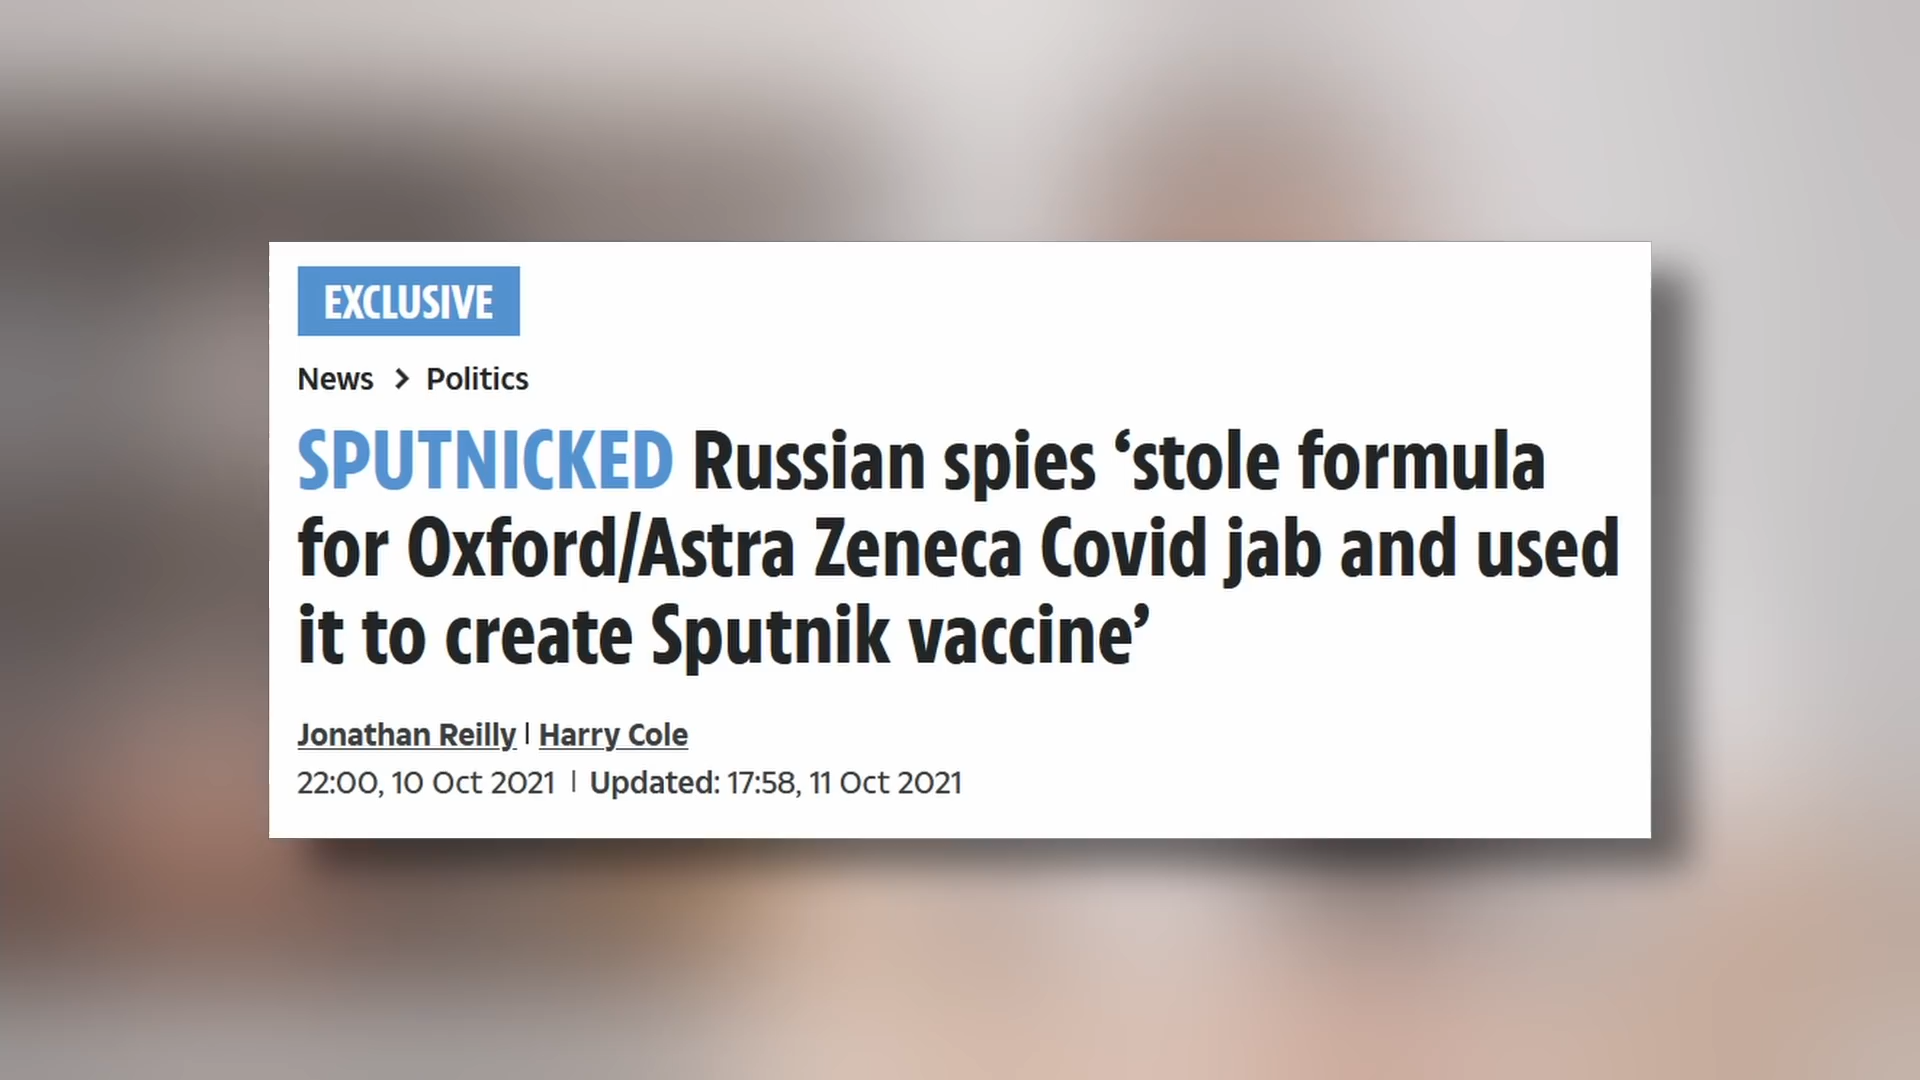 EXCLUSIVE
News > Politics
SPUTNICKED Russian spies ‘stole formula
for Oxford/Astra Zeneca Covid jab and used
it to create Sputnik vaccine’
Jonathan Reilly | Harry Cole
22:00, 10 Oct 2021 | Updated: 17:58, 11 Oct 2021